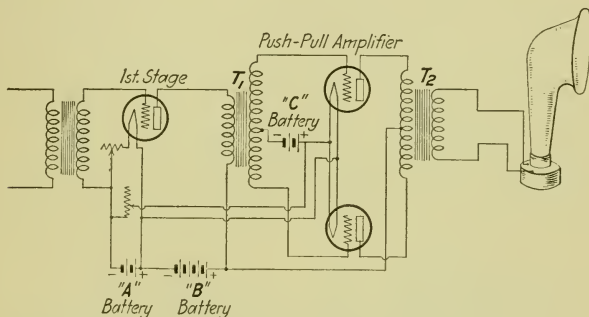 Push-Pull Amplifier
1st. Stage
T1
T2
"C"
Battery
- +
- +
- +
"A"
Battery
"B"
Battery